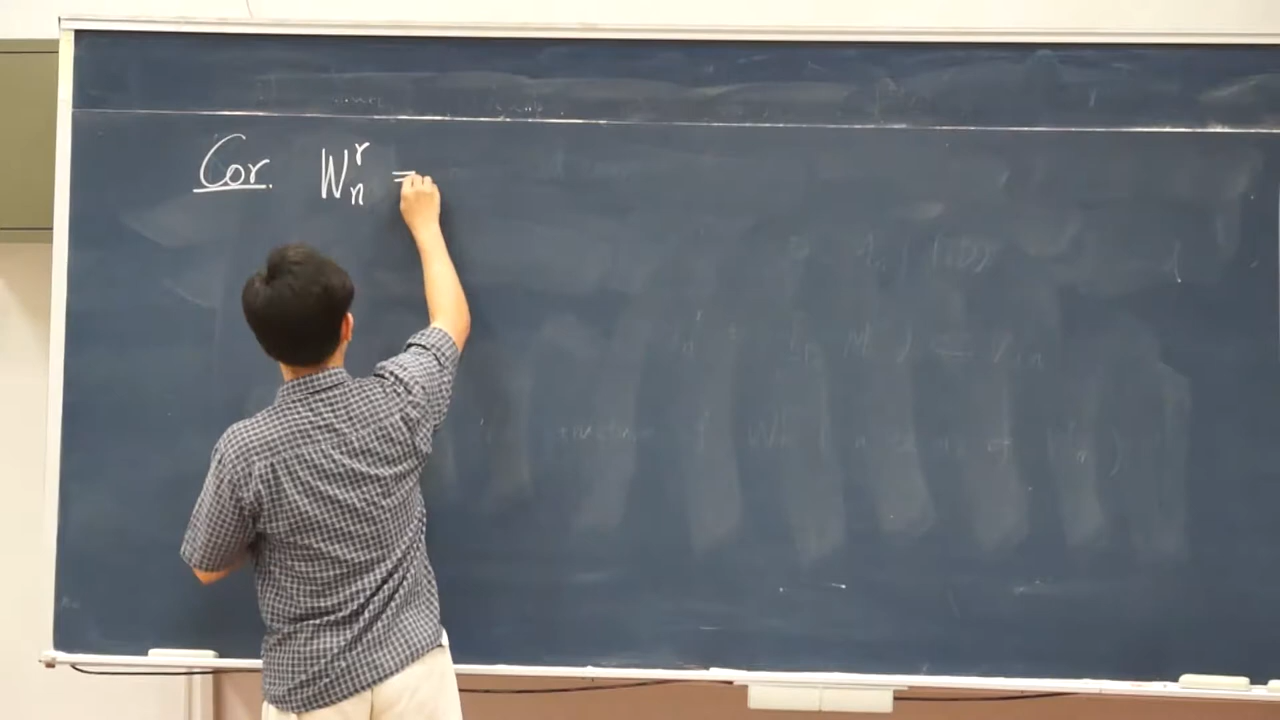 Cor. W_n^r =